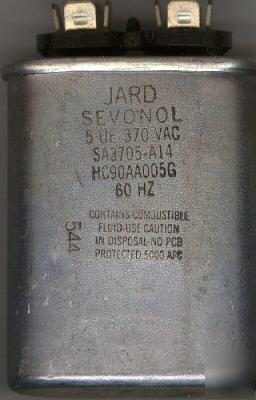 JARD
SEVONOL
5 UF 370 VAC
SA3705-A14
HC90AA005G
60 HZ
CONTAINS COMBUSTIBLE
FLUID-USE CAUTION
IN DISPOSAL-NO PCB
PROTECTED 5000 AFC
544